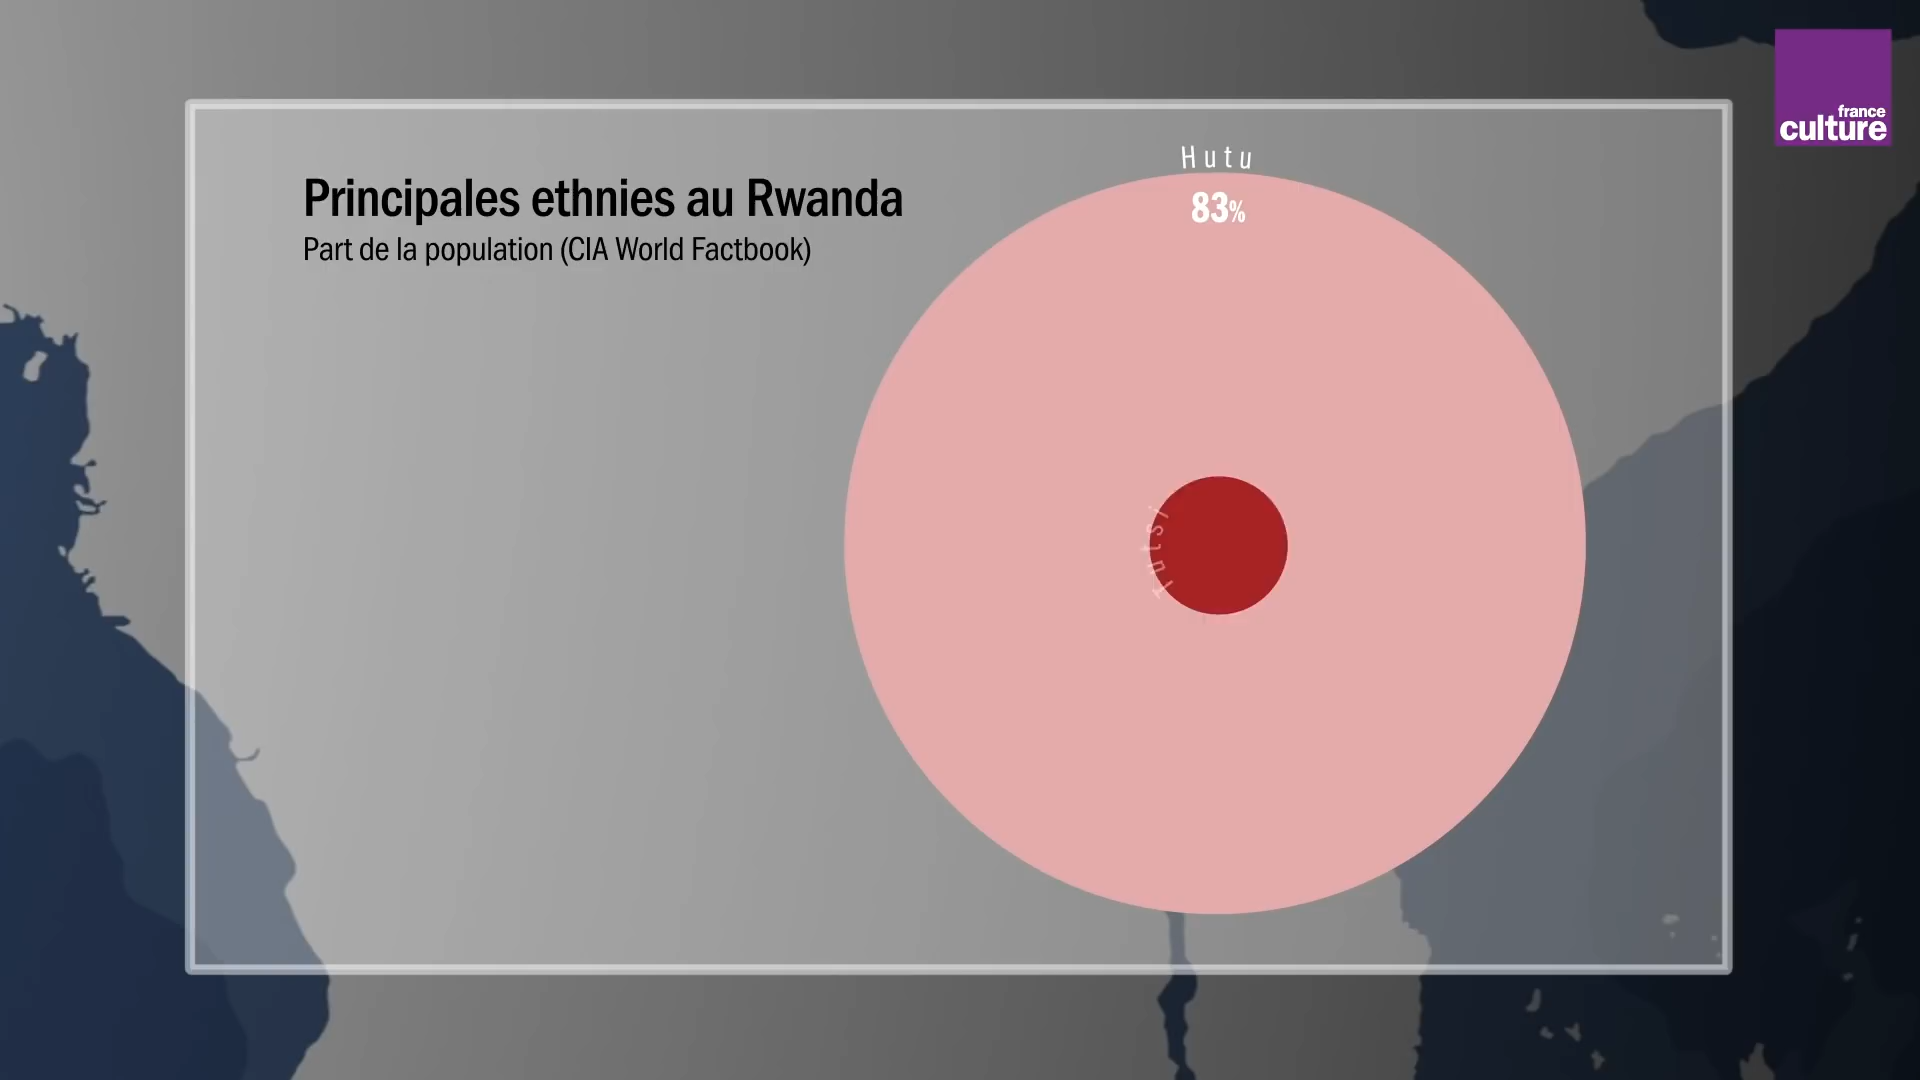 france
culture
Hutu
83%
Principales ethnies au Rwanda
Part de la population (CIA World Factbook)
Tutsi